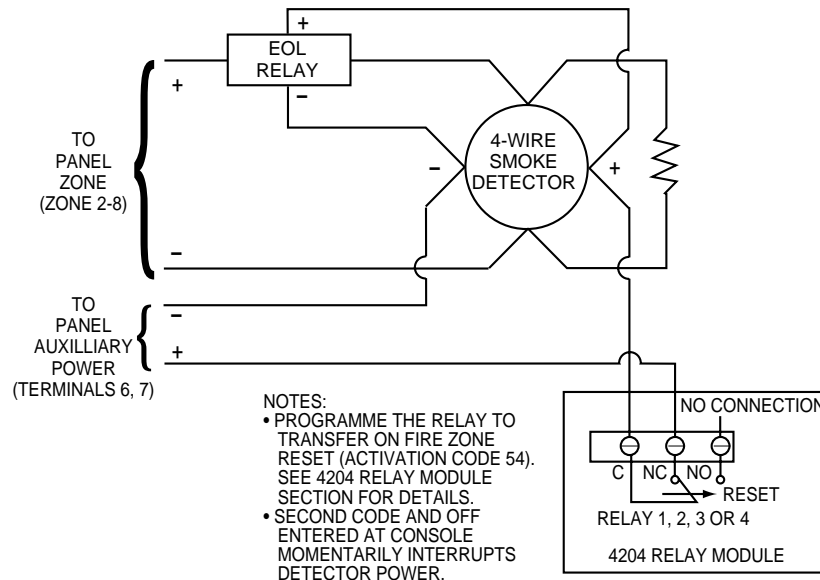 +
EOL
RELAY
+
−
TO
PANEL
ZONE
(ZONE 2-8)
4-WIRE
SMOKE
DETECTOR
−
+
−
TO
PANEL
AUXILLIARY
POWER
(TERMINALS 6, 7)
−
+
NOTES:
• PROGRAMME THE RELAY TO
TRANSFER ON FIRE ZONE
RESET (ACTIVATION CODE 54).
SEE 4204 RELAY MODULE
SECTION FOR DETAILS.
• SECOND CODE AND OFF
ENTERED AT CONSOLE
MOMENTARILY INTERRUPTS
DETECTOR POWER.
NO CONNECTION
C NC NO
RESET
RELAY 1, 2, 3 OR 4
4204 RELAY MODULE